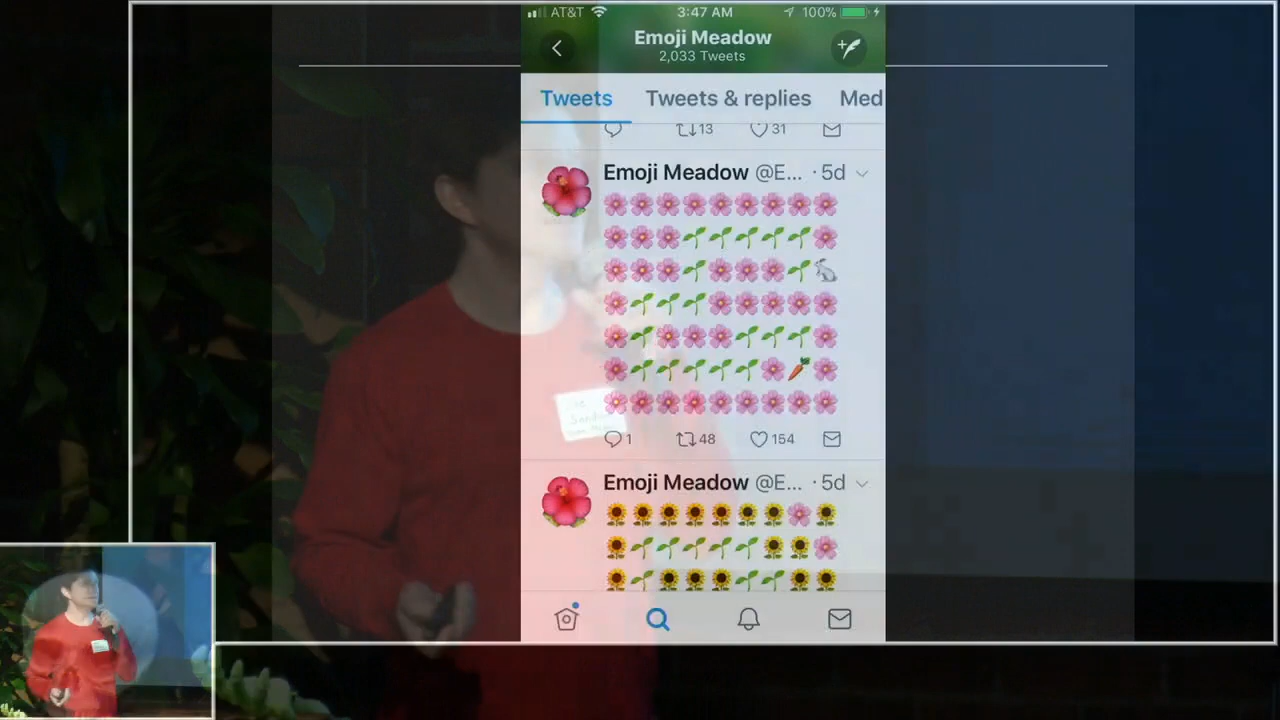 AT&T 3:47 AM 100%
Emoji Meadow
2,033 Tweets
Tweets Tweets & replies Med
13 31
Emoji Meadow @E... · 5d
1 48 154
Emoji Meadow @E... · 5d